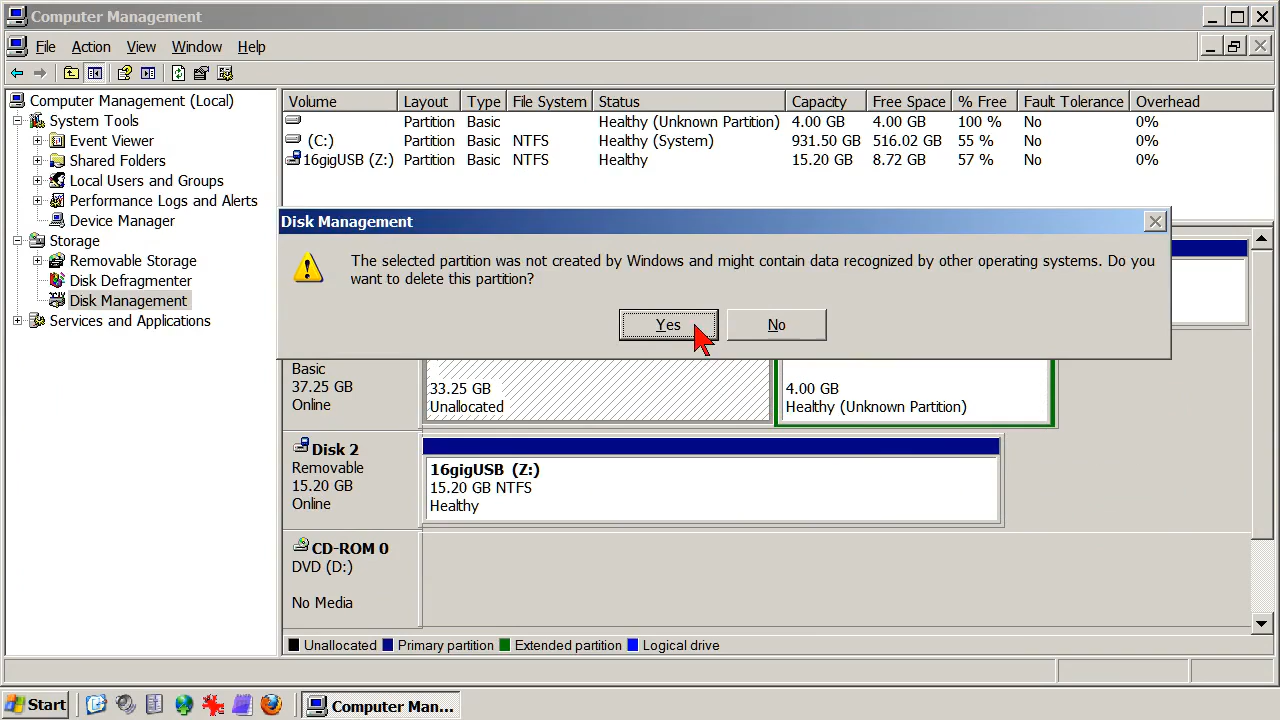 Computer Management
File Action View Window Help
Computer Management (Local)
System Tools
Event Viewer
Shared Folders
Local Users and Groups
Performance Logs and Alerts
Device Manager
Storage
Removable Storage
Disk Defragmenter
Disk Management
Services and Applications
Volume Layout Type File System Status Capacity Free Space % Free Fault Tolerance Overhead
Partition Basic Healthy (Unknown Partition) 4.00 GB 4.00 GB 100 % No 0%
(C:) Partition Basic NTFS Healthy (System) 931.50 GB 516.02 GB 55 % No 0%
16gigUSB (Z:) Partition Basic NTFS Healthy 15.20 GB 8.72 GB 57 % No 0%
Disk Management
The selected partition was not created by Windows and might contain data recognized by other operating systems. Do you
want to delete this partition?
Yes No
Basic
37.25 GB
Online
33.25 GB
Unallocated
4.00 GB
Healthy (Unknown Partition)
Disk 2
Removable
15.20 GB
Online
16gigUSB (Z:)
15.20 GB NTFS
Healthy
CD-ROM 0
DVD (D:)
No Media
Unallocated Primary partition Extended partition Logical drive
Start Computer Man...